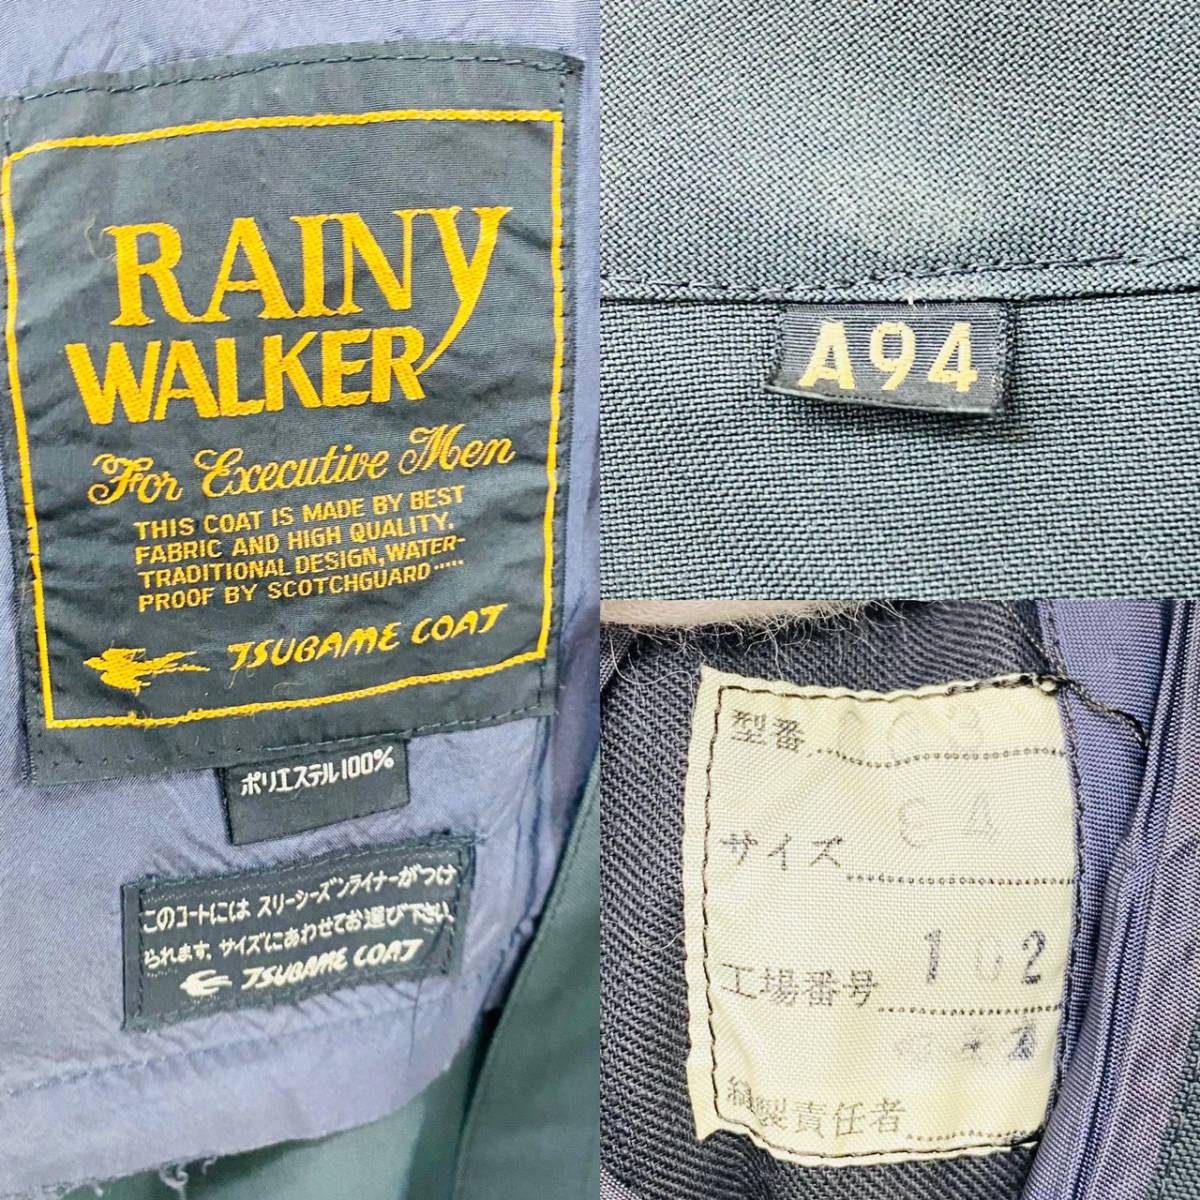 RAINY
WALKER
For Executive Men
THIS COAT IS MADE BY BEST
FABRIC AND HIGH QUALITY.
TRADITIONAL DESIGN, WATER-
PROOF BY SCOTCHGUARD·····
TSUBAME COAT
ポリエステル100%
このコートには スリーシーズンライナーがつけ
られます。サイズにあわせてお選び下さい。
TSUBAME COAT
A94
型番
サイズ 94
工場番号 102
縫製責任者